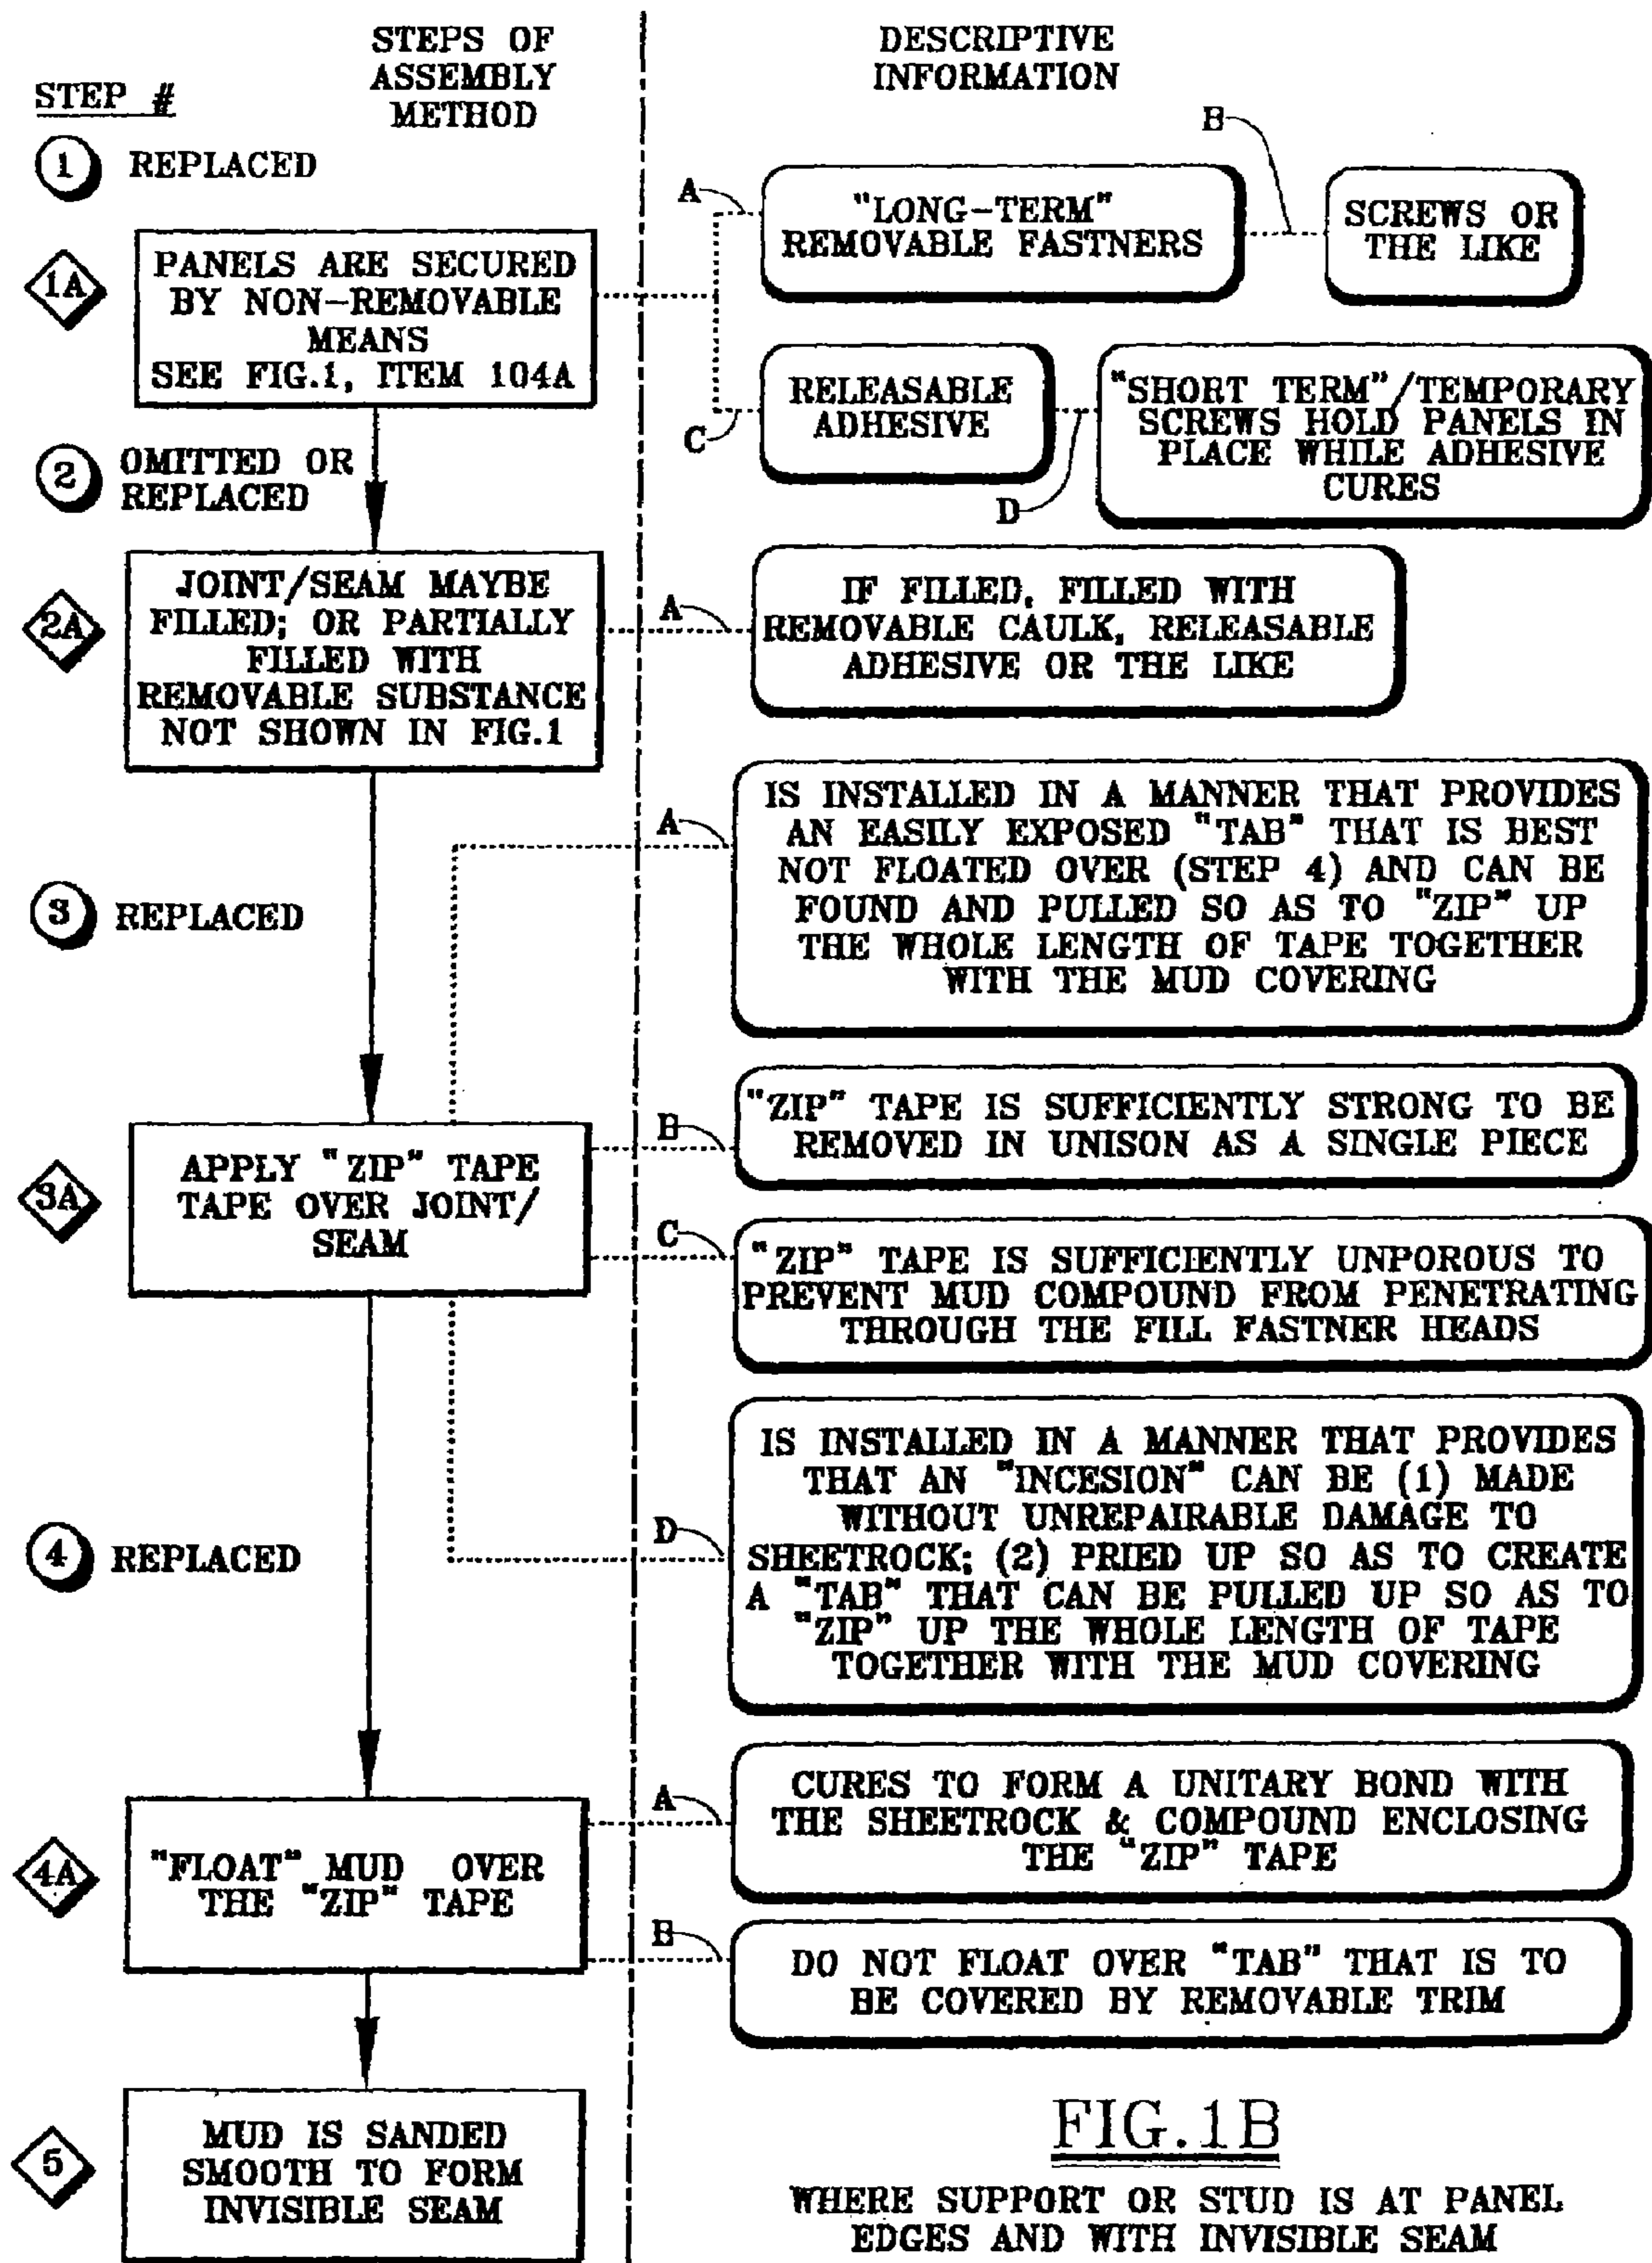 STEPS OF
ASSEMBLY
METHOD
DESCRIPTIVE
INFORMATION
STEP #
1 REPLACED
1A
PANELS ARE SECURED
BY NON-REMOVABLE
MEANS
SEE FIG.1, ITEM 104A
A
"LONG-TERM"
REMOVABLE FASTNERS
B
SCREWS OR
THE LIKE
C
RELEASABLE
ADHESIVE
D
"SHORT TERM"/TEMPORARY
SCREWS HOLD PANELS IN
PLACE WHILE ADHESIVE
CURES
2 OMITTED OR
REPLACED
2A
JOINT/SEAM MAYBE
FILLED; OR PARTIALLY
FILLED WITH
REMOVABLE SUBSTANCE
NOT SHOWN IN FIG.1
A
IF FILLED, FILLED WITH
REMOVABLE CAULK, RELEASABLE
ADHESIVE OR THE LIKE
3 REPLACED
3A
APPLY "ZIP" TAPE
TAPE OVER JOINT/
SEAM
A
IS INSTALLED IN A MANNER THAT PROVIDES
AN EASILY EXPOSED "TAB" THAT IS BEST
NOT FLOATED OVER (STEP 4) AND CAN BE
FOUND AND PULLED SO AS TO "ZIP" UP
THE WHOLE LENGTH OF TAPE TOGETHER
WITH THE MUD COVERING
B
"ZIP" TAPE IS SUFFICIENTLY STRONG TO BE
REMOVED IN UNISON AS A SINGLE PIECE
C
"ZIP" TAPE IS SUFFICIENTLY UNPOROUS TO
PREVENT MUD COMPOUND FROM PENETRATING
THROUGH THE FILL FASTNER HEADS
D
IS INSTALLED IN A MANNER THAT PROVIDES
THAT AN "INCESION" CAN BE (1) MADE
WITHOUT UNREPAIRABLE DAMAGE TO
SHEETROCK; (2) PRIED UP SO AS TO CREATE
A "TAB" THAT CAN BE PULLED UP SO AS TO
"ZIP" UP THE WHOLE LENGTH OF TAPE
TOGETHER WITH THE MUD COVERING
4 REPLACED
4A
"FLOAT" MUD OVER
THE "ZIP" TAPE
A
CURES TO FORM A UNITARY BOND WITH
THE SHEETROCK & COMPOUND ENCLOSING
THE "ZIP" TAPE
B
DO NOT FLOAT OVER "TAB" THAT IS TO
BE COVERED BY REMOVABLE TRIM
5
MUD IS SANDED
SMOOTH TO FORM
INVISIBLE SEAM
FIG.1B
WHERE SUPPORT OR STUD IS AT PANEL
EDGES AND WITH INVISIBLE SEAM